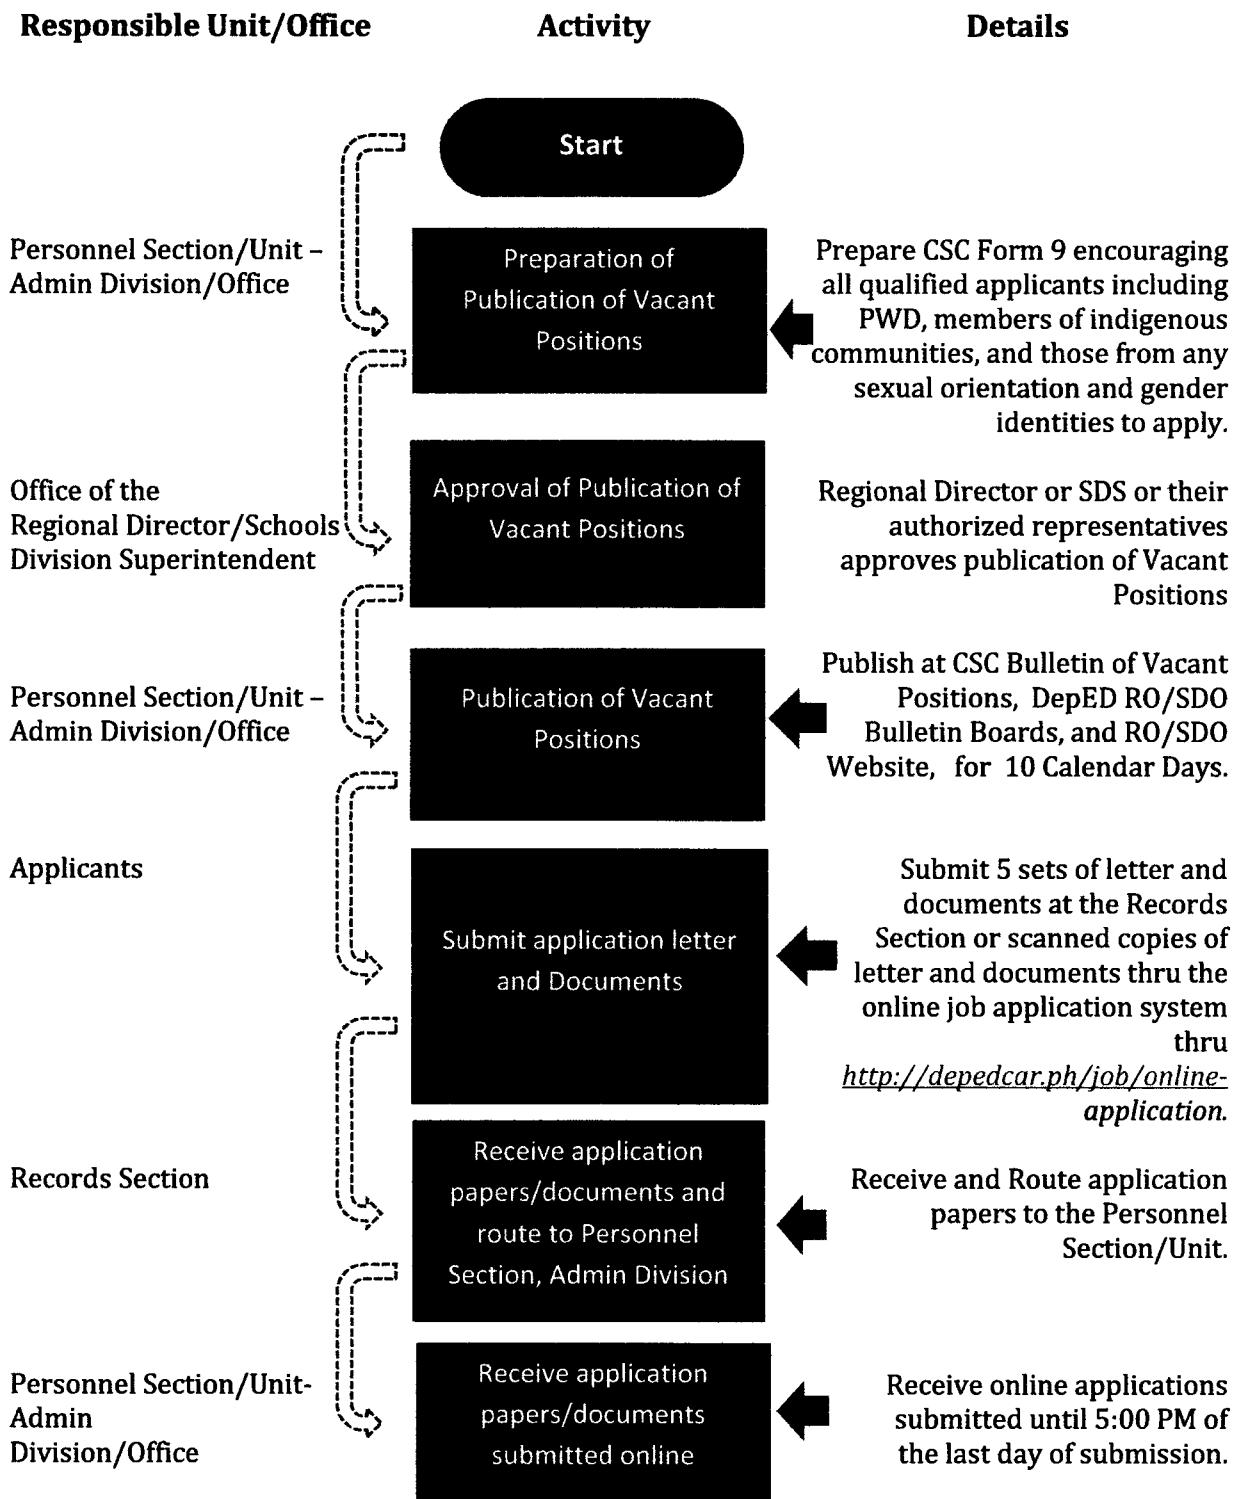 Responsible Unit/Office
Activity
Details
Start
Personnel Section/Unit –
Admin Division/Office
Preparation of
Publication of Vacant
Positions
Prepare CSC Form 9 encouraging
all qualified applicants including
PWD, members of indigenous
communities, and those from any
sexual orientation and gender
identities to apply.
Office of the
Regional Director/Schools
Division Superintendent
Approval of Publication of
Vacant Positions
Regional Director or SDS or their
authorized representatives
approves publication of Vacant
Positions
Personnel Section/Unit –
Admin Division/Office
Publication of Vacant
Positions
Publish at CSC Bulletin of Vacant
Positions, DepED RO/SDO
Bulletin Boards, and RO/SDO
Website, for 10 Calendar Days.
Applicants
Submit application letter
and Documents
Submit 5 sets of letter and
documents at the Records
Section or scanned copies of
letter and documents thru the
online job application system
thru
http://depedcar.ph/job/online-
application.
Records Section
Receive application
papers/documents and
route to Personnel
Section, Admin Division
Receive and Route application
papers to the Personnel
Section/Unit.
Personnel Section/Unit-
Admin
Division/Office
Receive application
papers/documents
submitted online
Receive online applications
submitted until 5:00 PM of
the last day of submission.